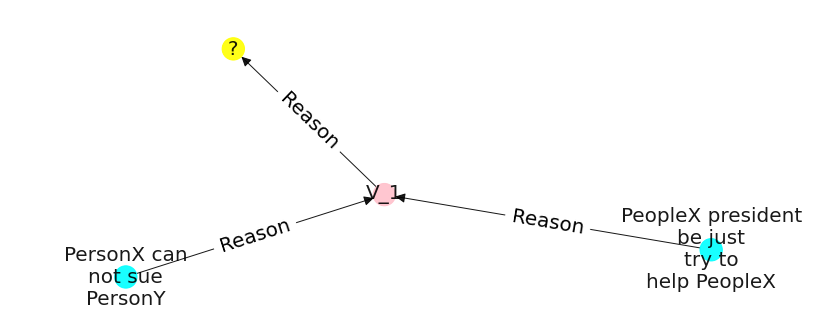 ?
Reason
V_1
Reason
PersonX can
not sue
PersonY
Reason
PeopleX president
be just
try to
help PeopleX